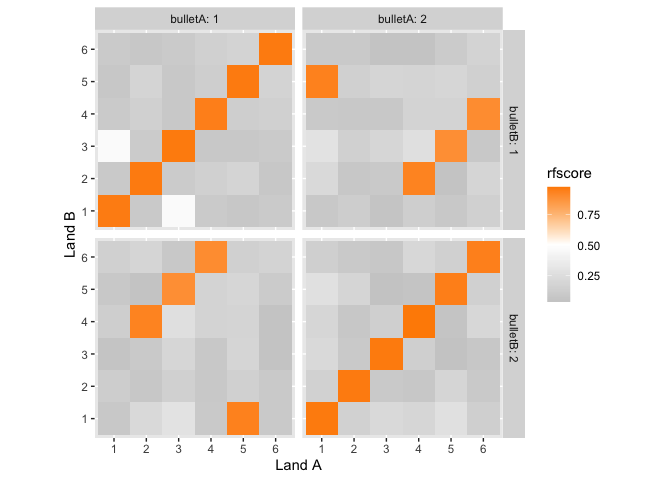 bulletA: 1
bulletA: 2
6
5
4
3
2
1
bulletB: 1
6
5
4
3
2
1
bulletB: 2
Land B
1 2 3 4 5 6
1 2 3 4 5 6
Land A
rfscore
0.75
0.50
0.25